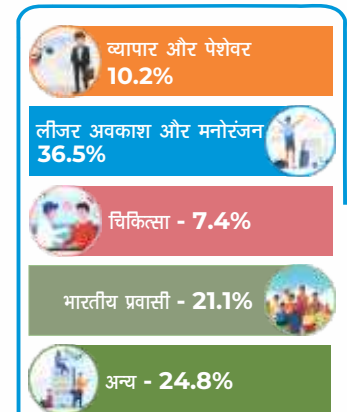 व्यापार और पेशेवर
10.2%
लीजर अवकाश और मनोरंजन
36.5%
चिकित्सा - 7.4%
भारतीय प्रवासी - 21.1%
अन्य - 24.8%